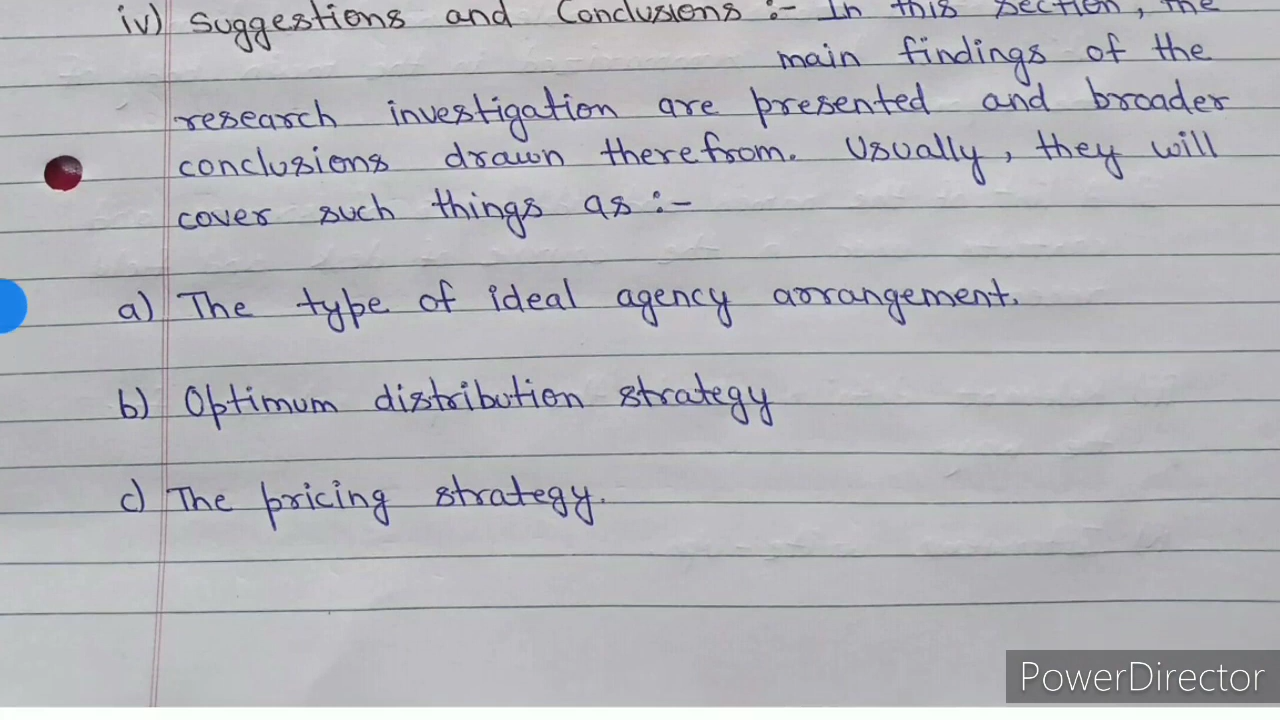 iv) Suggestions and Conclusions :- In this section, the
main findings of the
research investigation are presented and broader
conclusions drawn therefrom. Usually, they will
cover such things as :-
a) The type of ideal agency arrangement.
b) Optimum distribution strategy
c) The pricing strategy.
PowerDirector